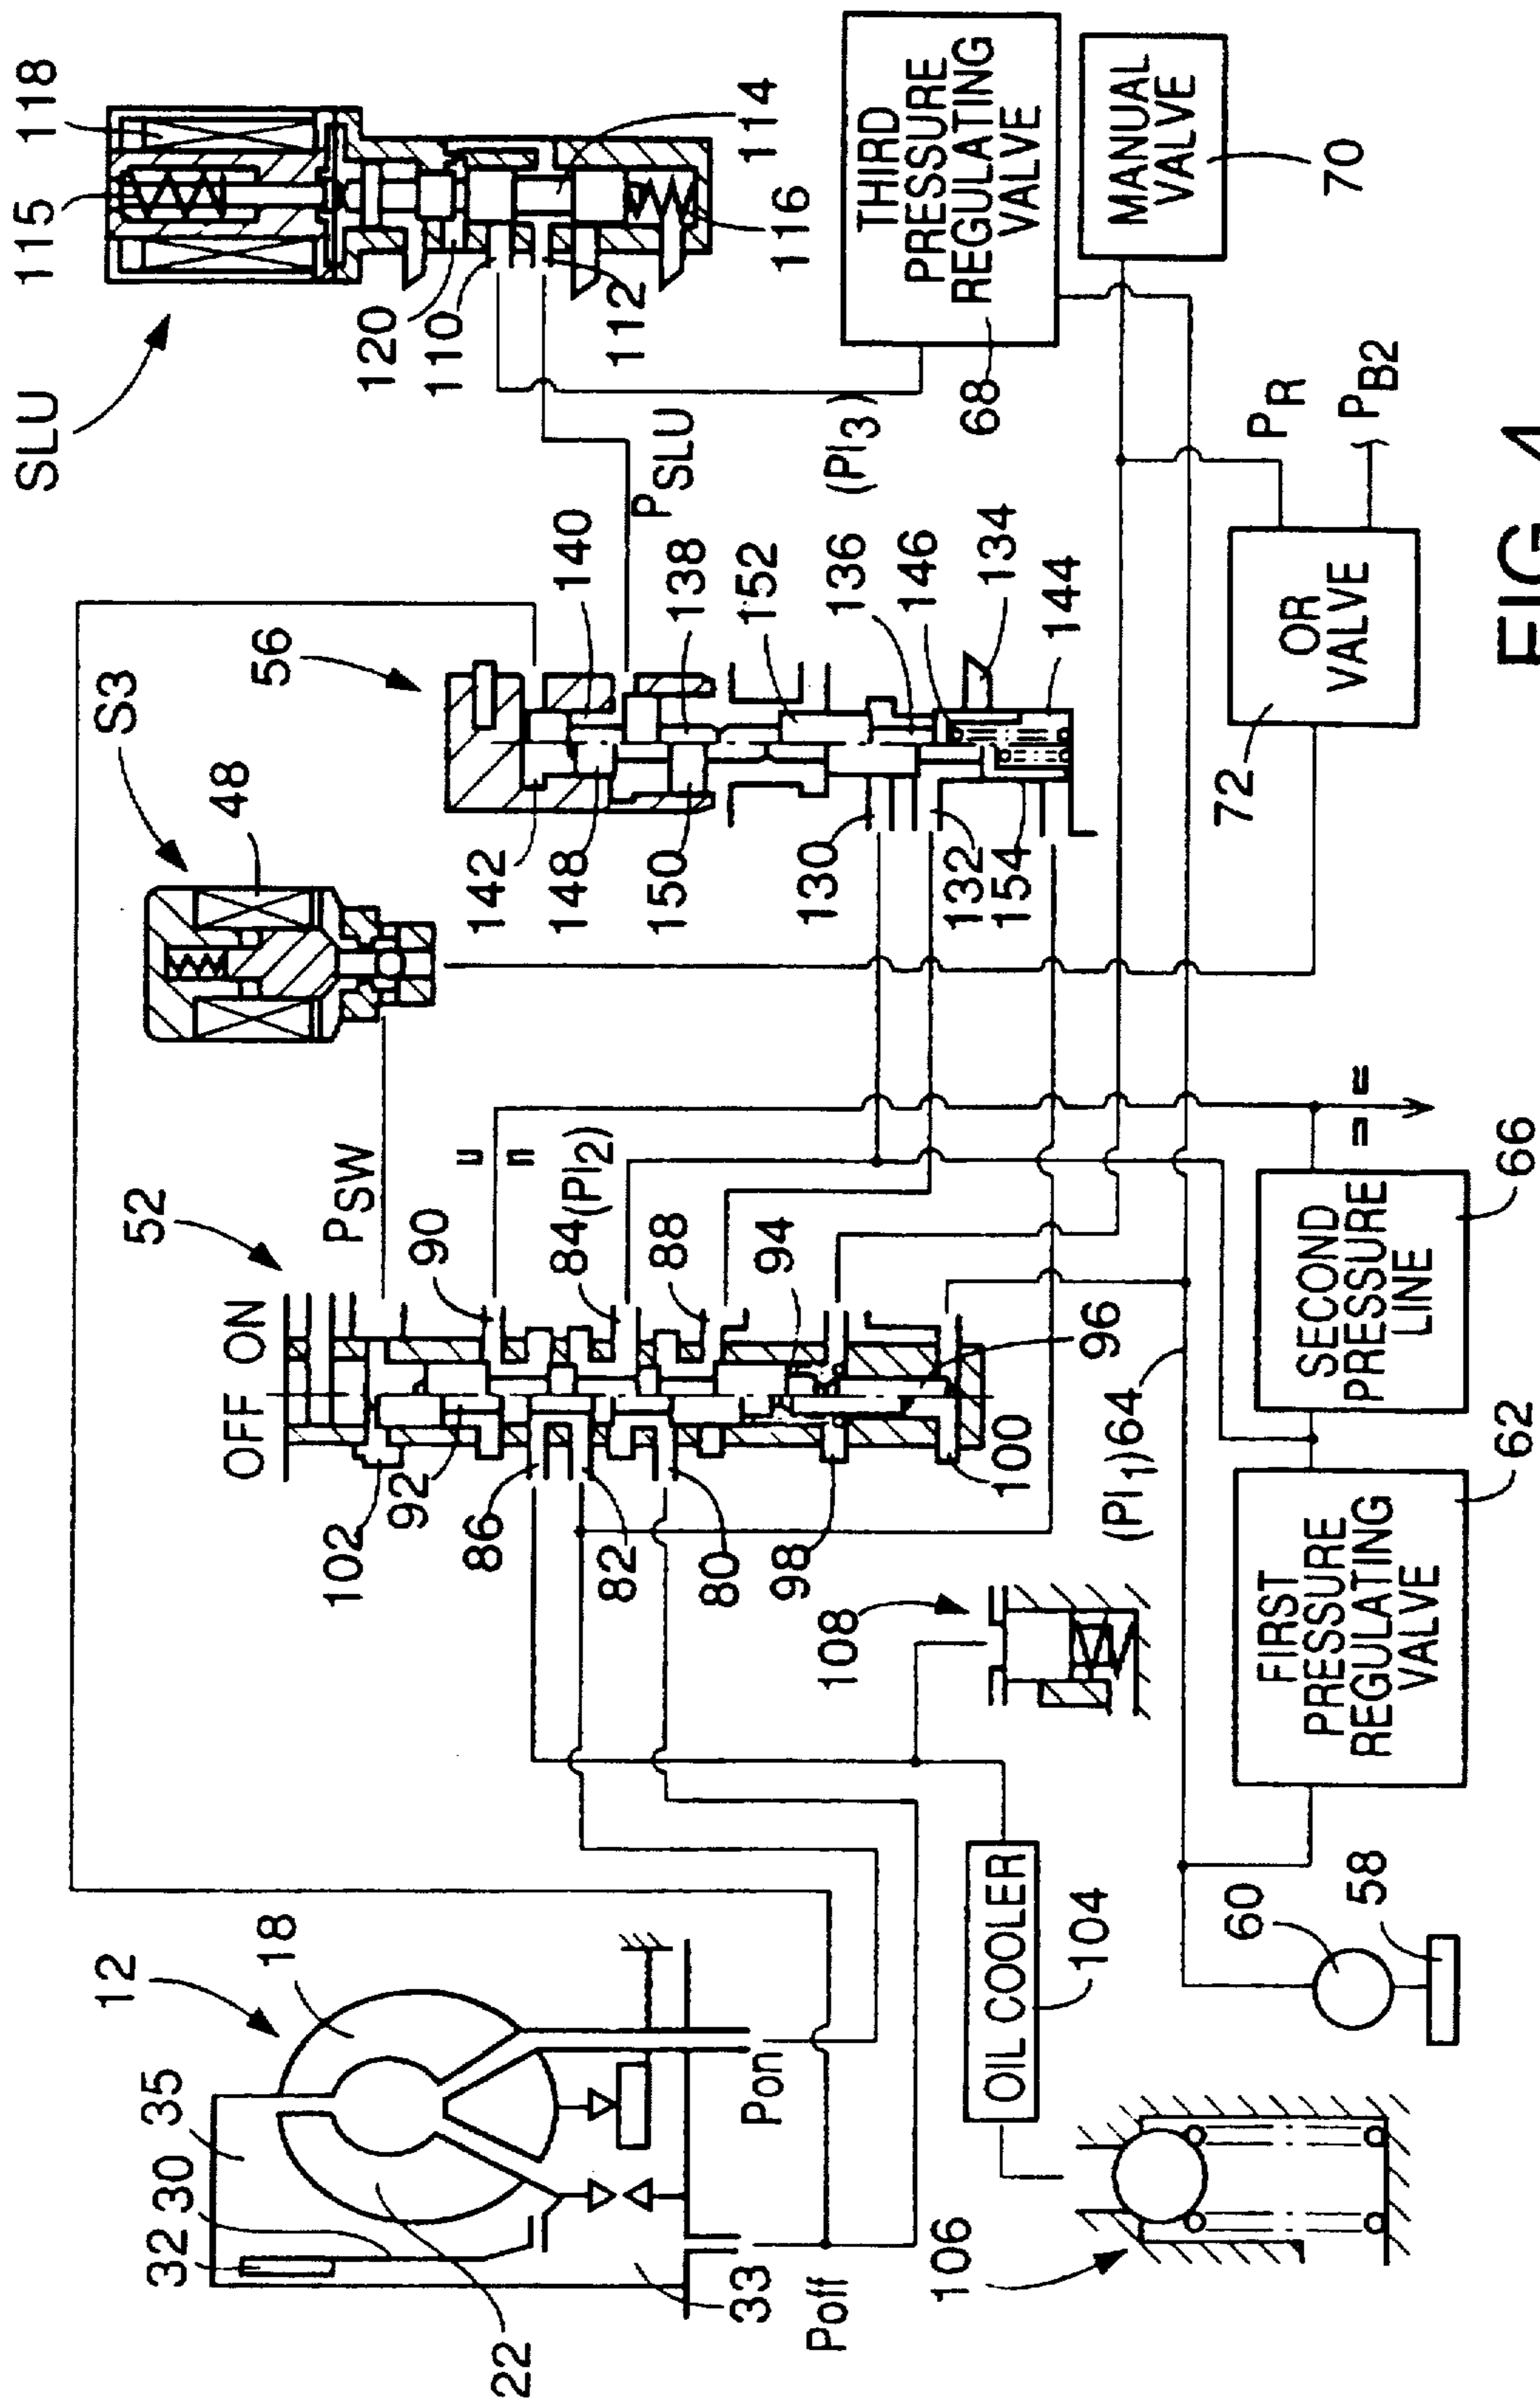 12
18
35
30
32
22
33
Poff
Pon
106
OIL COOLER
104
60
58
108
52
OFF
ON
PSW
102
92
90
86
84(Pl2)
82
88
80
94
98
96
100
(Pl1)64
FIRST
PRESSURE
REGULATING
VALVE
62
SECOND
PRESSURE
LINE
66
S3
48
56
142
140
148
138
150
152
130
136
132
146
154
134
144
PSLU
(Pl3)
SLU
115
118
120
110
112
114
116
THIRD
PRESSURE
REGULATING
VALVE
68
MANUAL
VALVE
70
OR
VALVE
72
PR
PB2